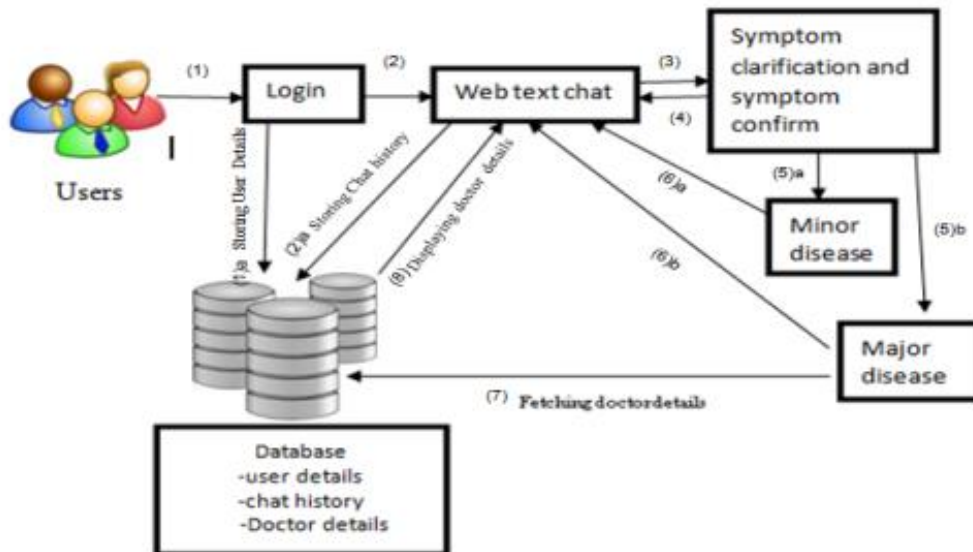 Users
(1)
Login
(2)
Web text chat
(3)
(4)
Symptom
clarification and
symptom
confirm
(1)a Storing User Details
(2)a Storing Chat history
(8) Displaying doctor details
(5)a
(5)b
(6)a
(6)b
Minor
disease
Major
disease
(7) Fetching doctordetails
Database
-user details
-chat history
-Doctor details